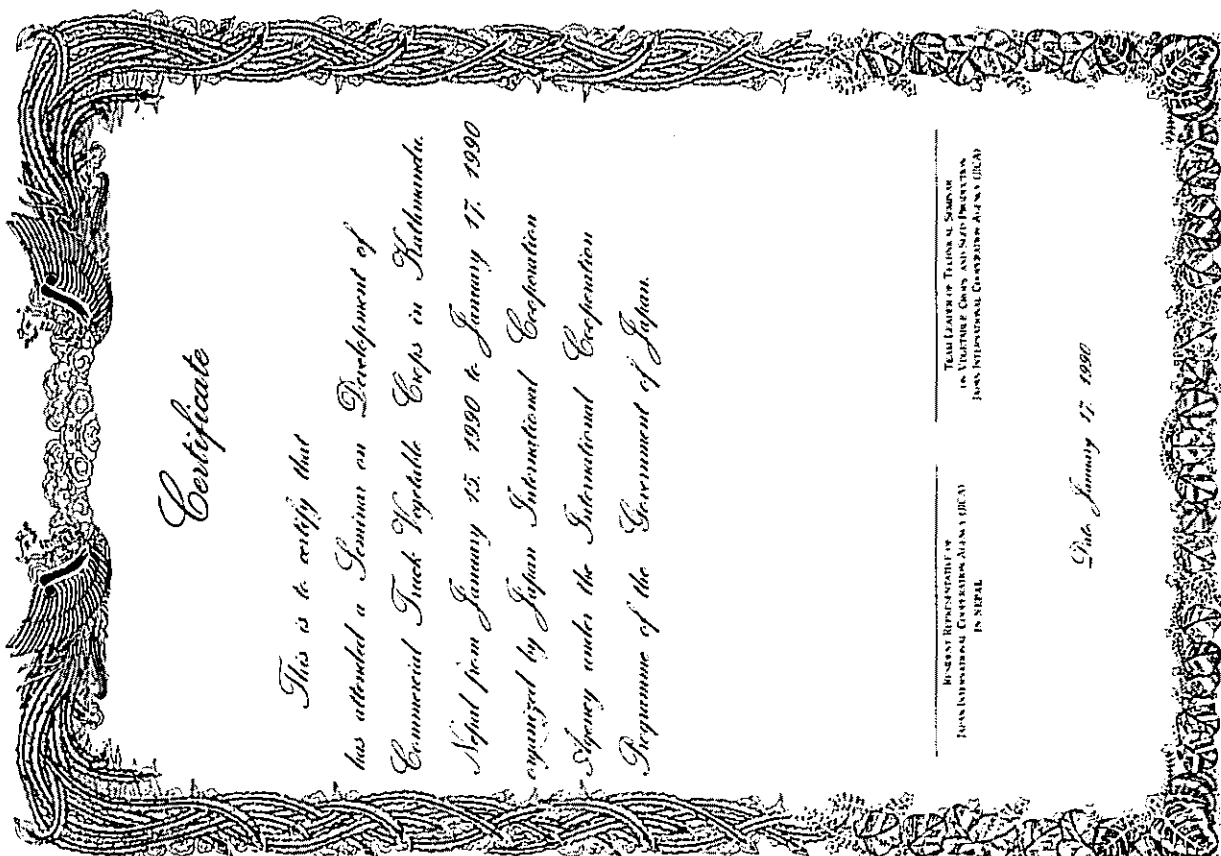 Certificate
This is to certify that
has attended a Seminar on Development of
Commercial Truck Vegetable Crops in Kathmandu.
Nepal from January 15. 1990 to January 17. 1990
organized by Japan International Cooperation
Agency under the International Cooperation
Programme of the Government of Japan.
RESIDENT REPRESENTATIVE OF
JAPAN INTERNATIONAL COOPERATION AGENCY (JICA)
IN NEPAL
TEAM LEADER OF TECHNICAL SEMINAR
ON VEGETABLE CROPS AND SEED PRODUCTION
JAPAN INTERNATIONAL COOPERATION AGENCY (JICA)
Date January 17. 1990